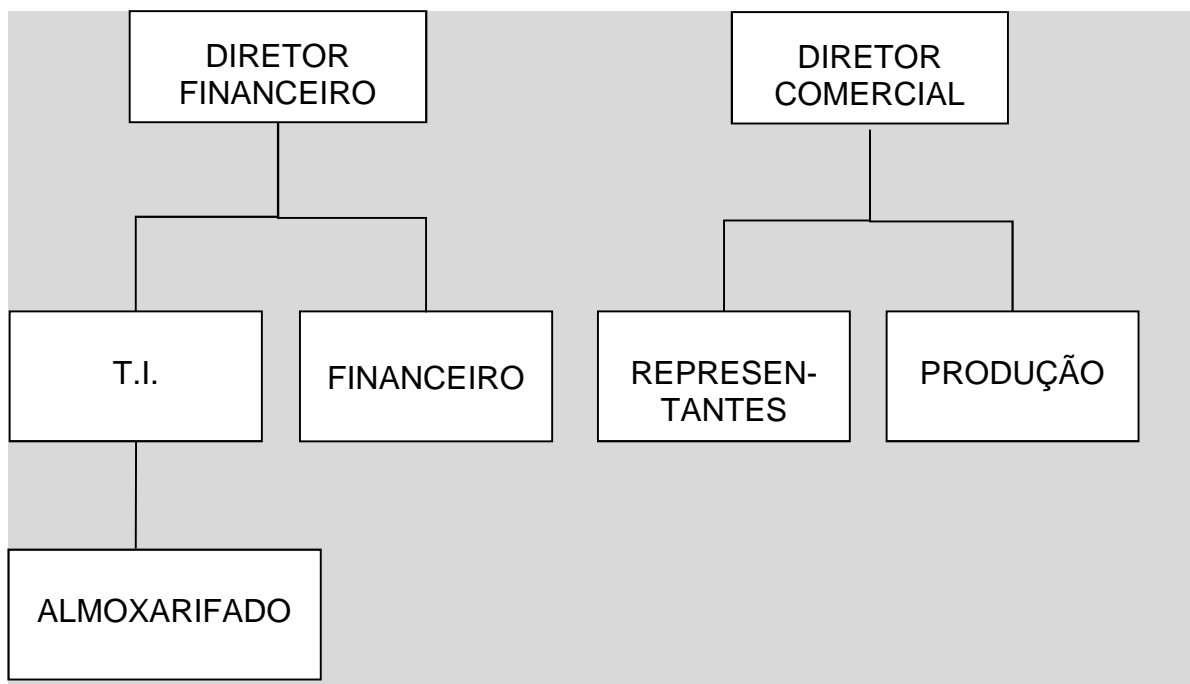 DIRETOR
FINANCEIRO
DIRETOR
COMERCIAL
T.I.
FINANCEIRO
REPRESEN-
TANTES
PRODUÇÃO
ALMOXARIFADO